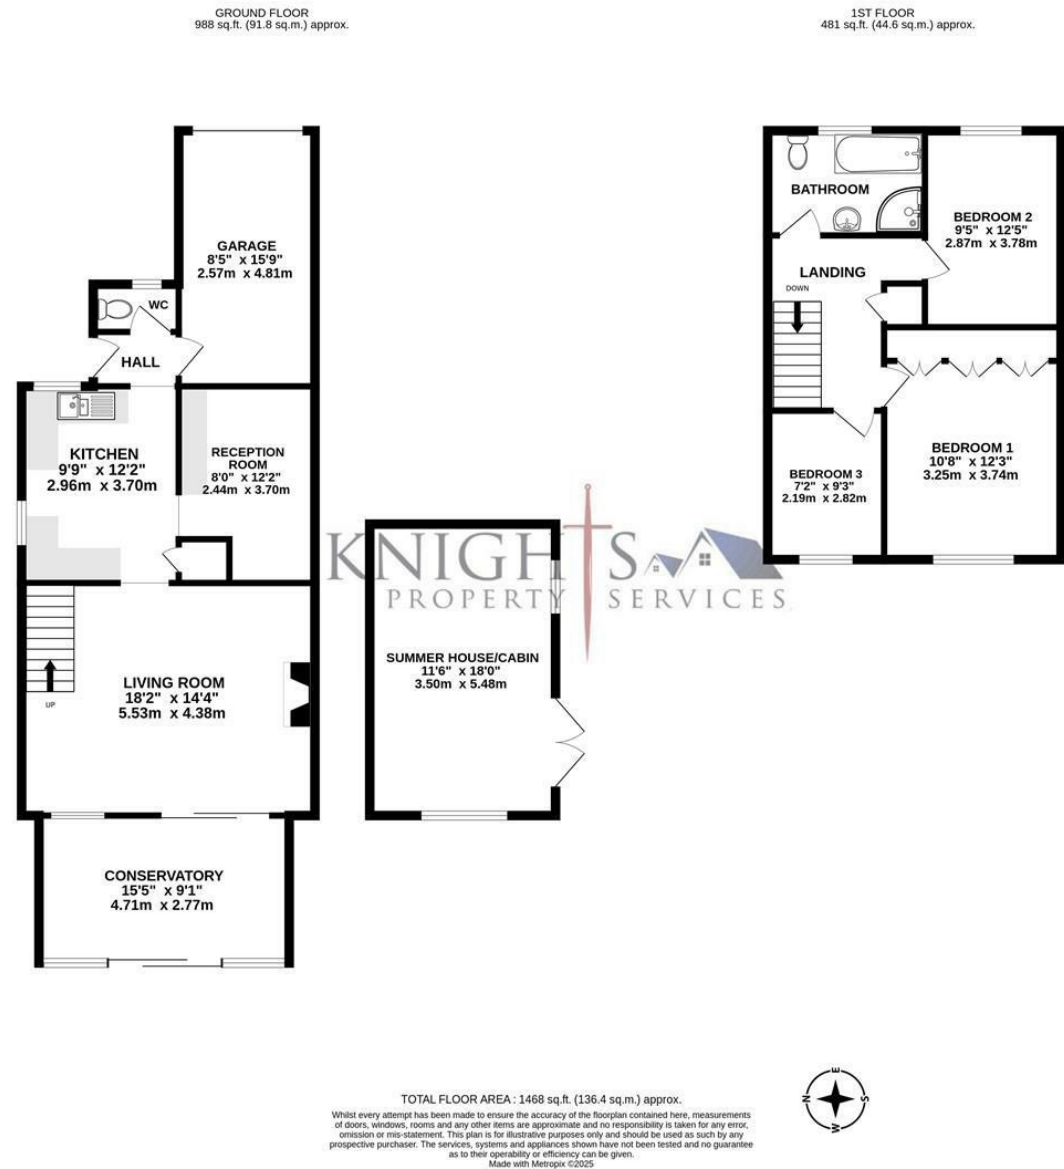 GROUND FLOOR
988 sq.ft. (91.8 sq.m.) approx.
1ST FLOOR
481 sq.ft. (44.6 sq.m.) approx.
GARAGE
8'5" x 15'9"
2.57m x 4.81m
WC
HALL
KITCHEN
9'9" x 12'2"
2.96m x 3.70m
RECEPTION
ROOM
8'0" x 12'2"
2.44m x 3.70m
UP
LIVING ROOM
18'2" x 14'4"
5.53m x 4.38m
CONSERVATORY
15'5" x 9'1"
4.71m x 2.77m
KNIGHTS
PROPERTY SERVICES
SUMMER HOUSE/CABIN
11'6" x 18'0"
3.50m x 5.48m
BATHROOM
BEDROOM 2
9'5" x 12'5"
2.87m x 3.78m
LANDING
DOWN
BEDROOM 1
10'8" x 12'3"
3.25m x 3.74m
BEDROOM 3
7'2" x 9'3"
2.19m x 2.82m
N
E
S
W
TOTAL FLOOR AREA : 1468 sq.ft. (136.4 sq.m.) approx.
Whilst every attempt has been made to ensure the accuracy of the floorplan contained here, measurements
of doors, windows, rooms and any other items are approximate and no responsibility is taken for any error,
omission or mis-statement. This plan is for illustrative purposes only and should be used as such by any
prospective purchaser. The services, systems and appliances shown have not been tested and no guarantee
as to their operability or efficiency can be given.
Made with Metropix ©2025